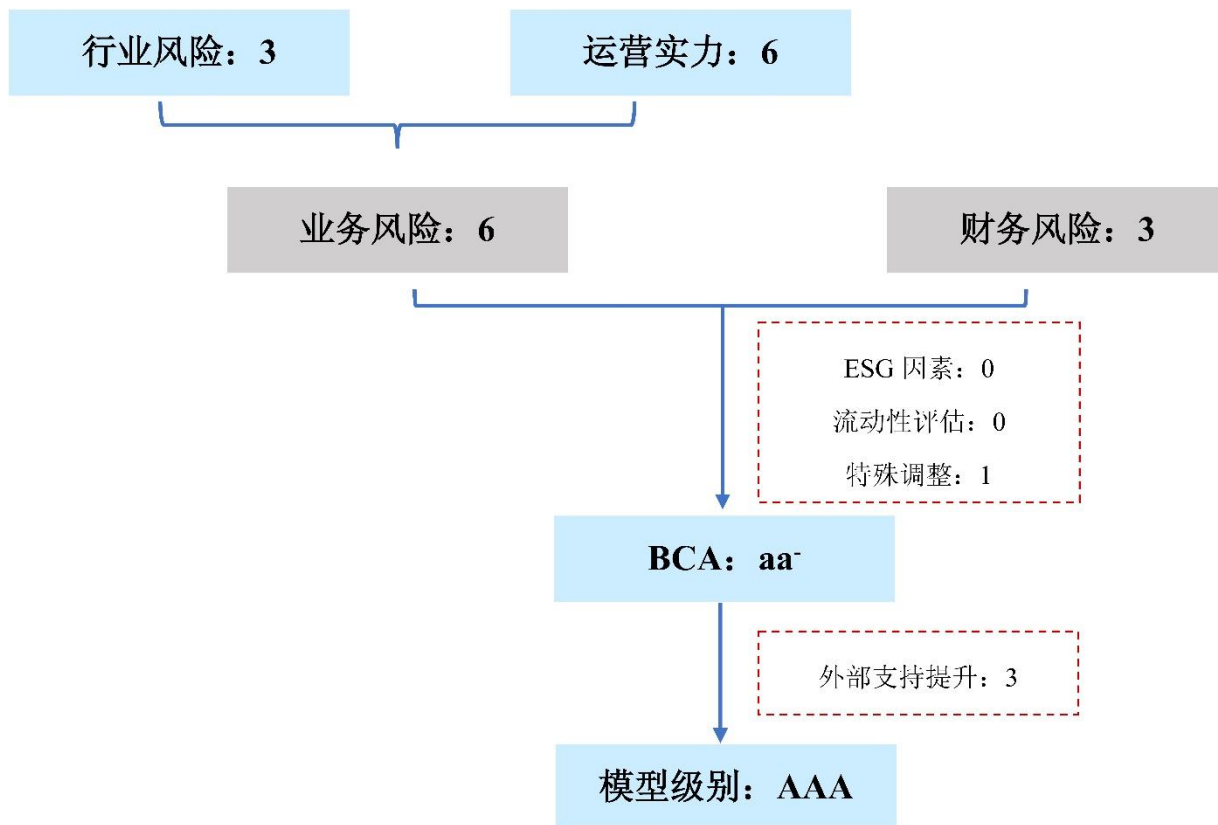 行业风险：3
运营实力：6
业务风险：6
财务风险：3
ESG 因素：0
流动性评估：0
特殊调整：1
BCA：aa-
外部支持提升：3
模型级别：AAA